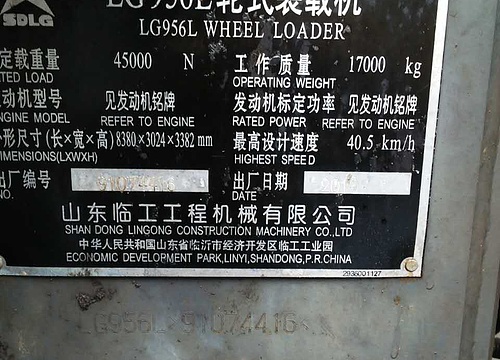 SDLG
LG956L轮式装载机
LG956L WHEEL LOADER
定载重量 45000 N 工作质量 17000 kg
ATED LOAD OPERATING WEIGHT
动机型号 见发动机铭牌 发动机标定功率 见发动机铭牌
NGINE MODEL REFER TO ENGINE RATED POWER REFER TO ENGINE
形尺寸(长×宽×高) 8380×3024×3382 mm 最高设计速度 40.5 km/h
IMENSIONS(LXWXH) HIGHEST SPEED
出厂编号 91074416 出厂日期
NO. DATE
山东临工工程机械有限公司
SHAN DONG LINGONG CONSTRUCTION MACHINERY CO.,LTD
中华人民共和国山东省临沂市经济开发区临工工业园
ECONOMIC DEVELOPMENT PARK,LINYI,SHANDONG,P.R.CHINA
2936001127
LG956L 91074416